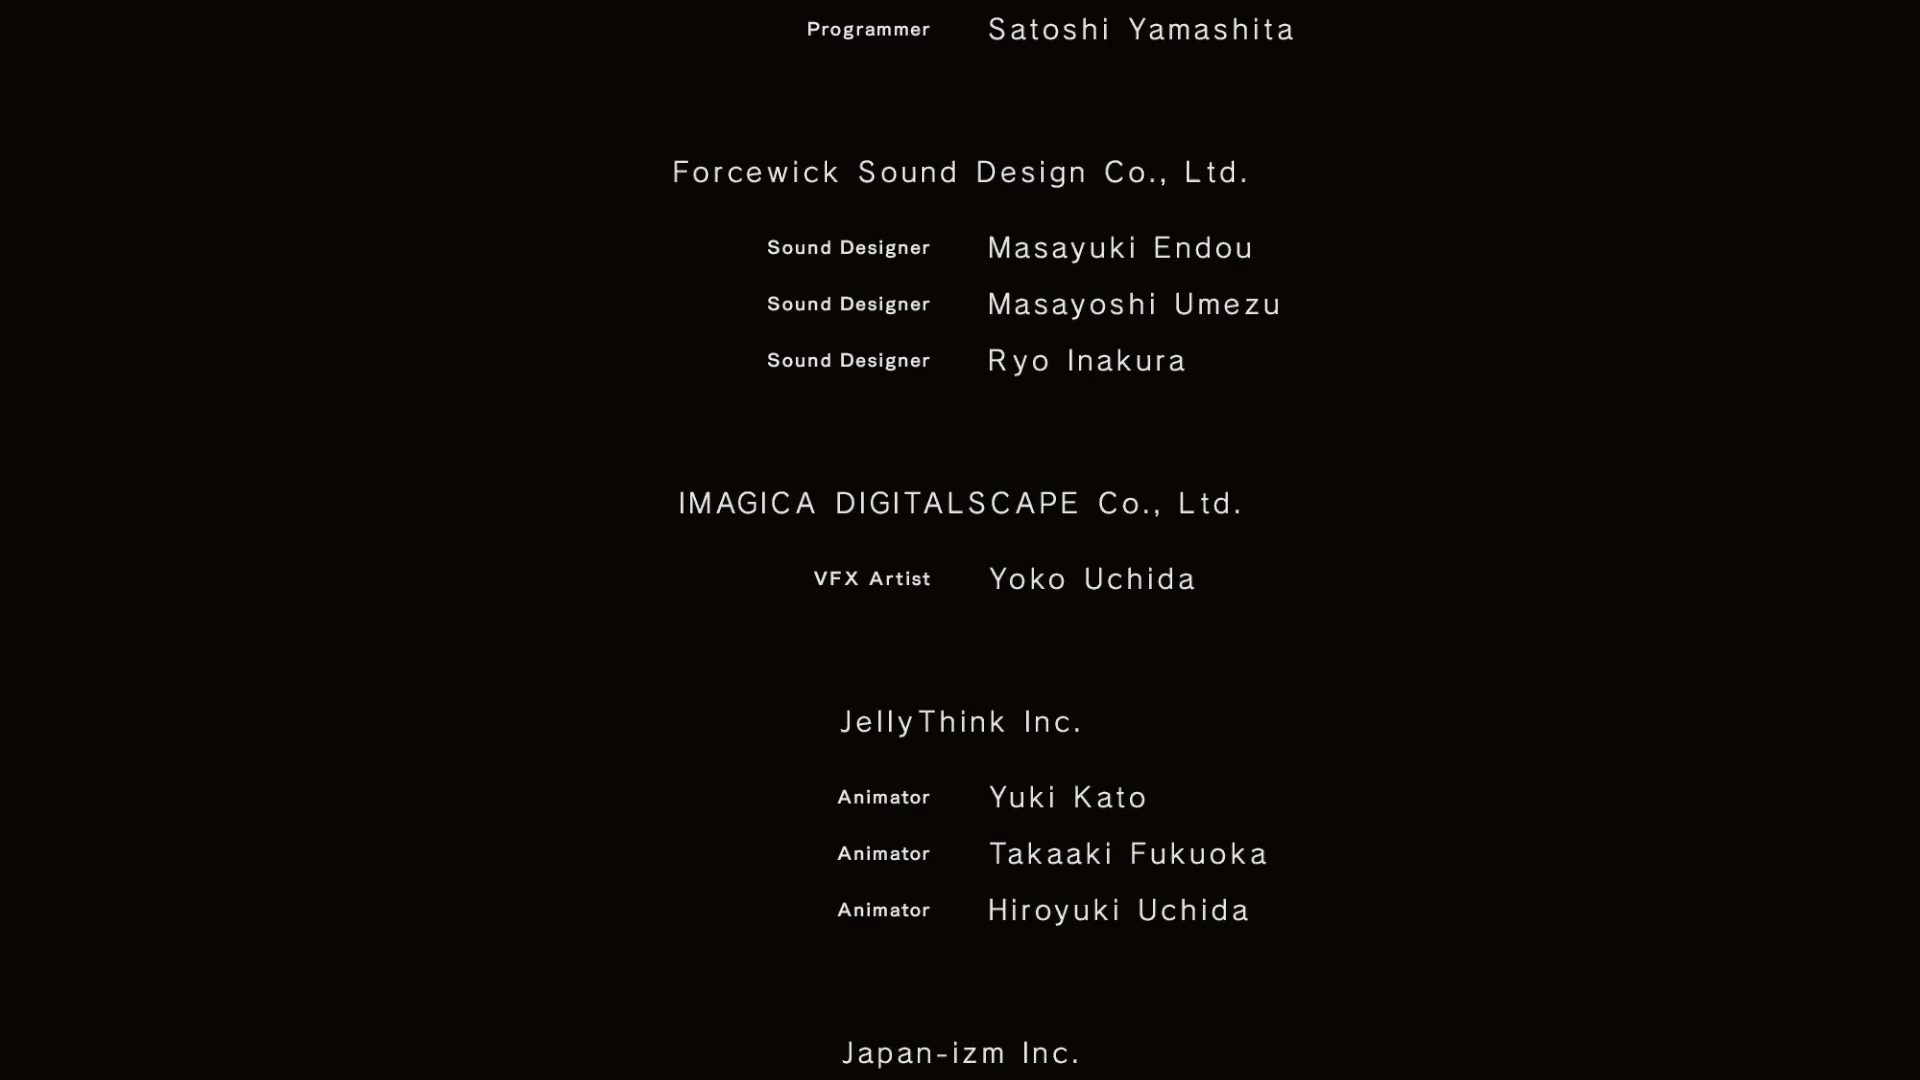 Programmer Satoshi Yamashita
Forcewick Sound Design Co., Ltd.
Sound Designer Masayuki Endou
Sound Designer Masayoshi Umezu
Sound Designer Ryo Inakura
IMAGICA DIGITALSCAPE Co., Ltd.
VFX Artist Yoko Uchida
JellyThink Inc.
Animator Yuki Kato
Animator Takaaki Fukuoka
Animator Hiroyuki Uchida
Japan-izm Inc.